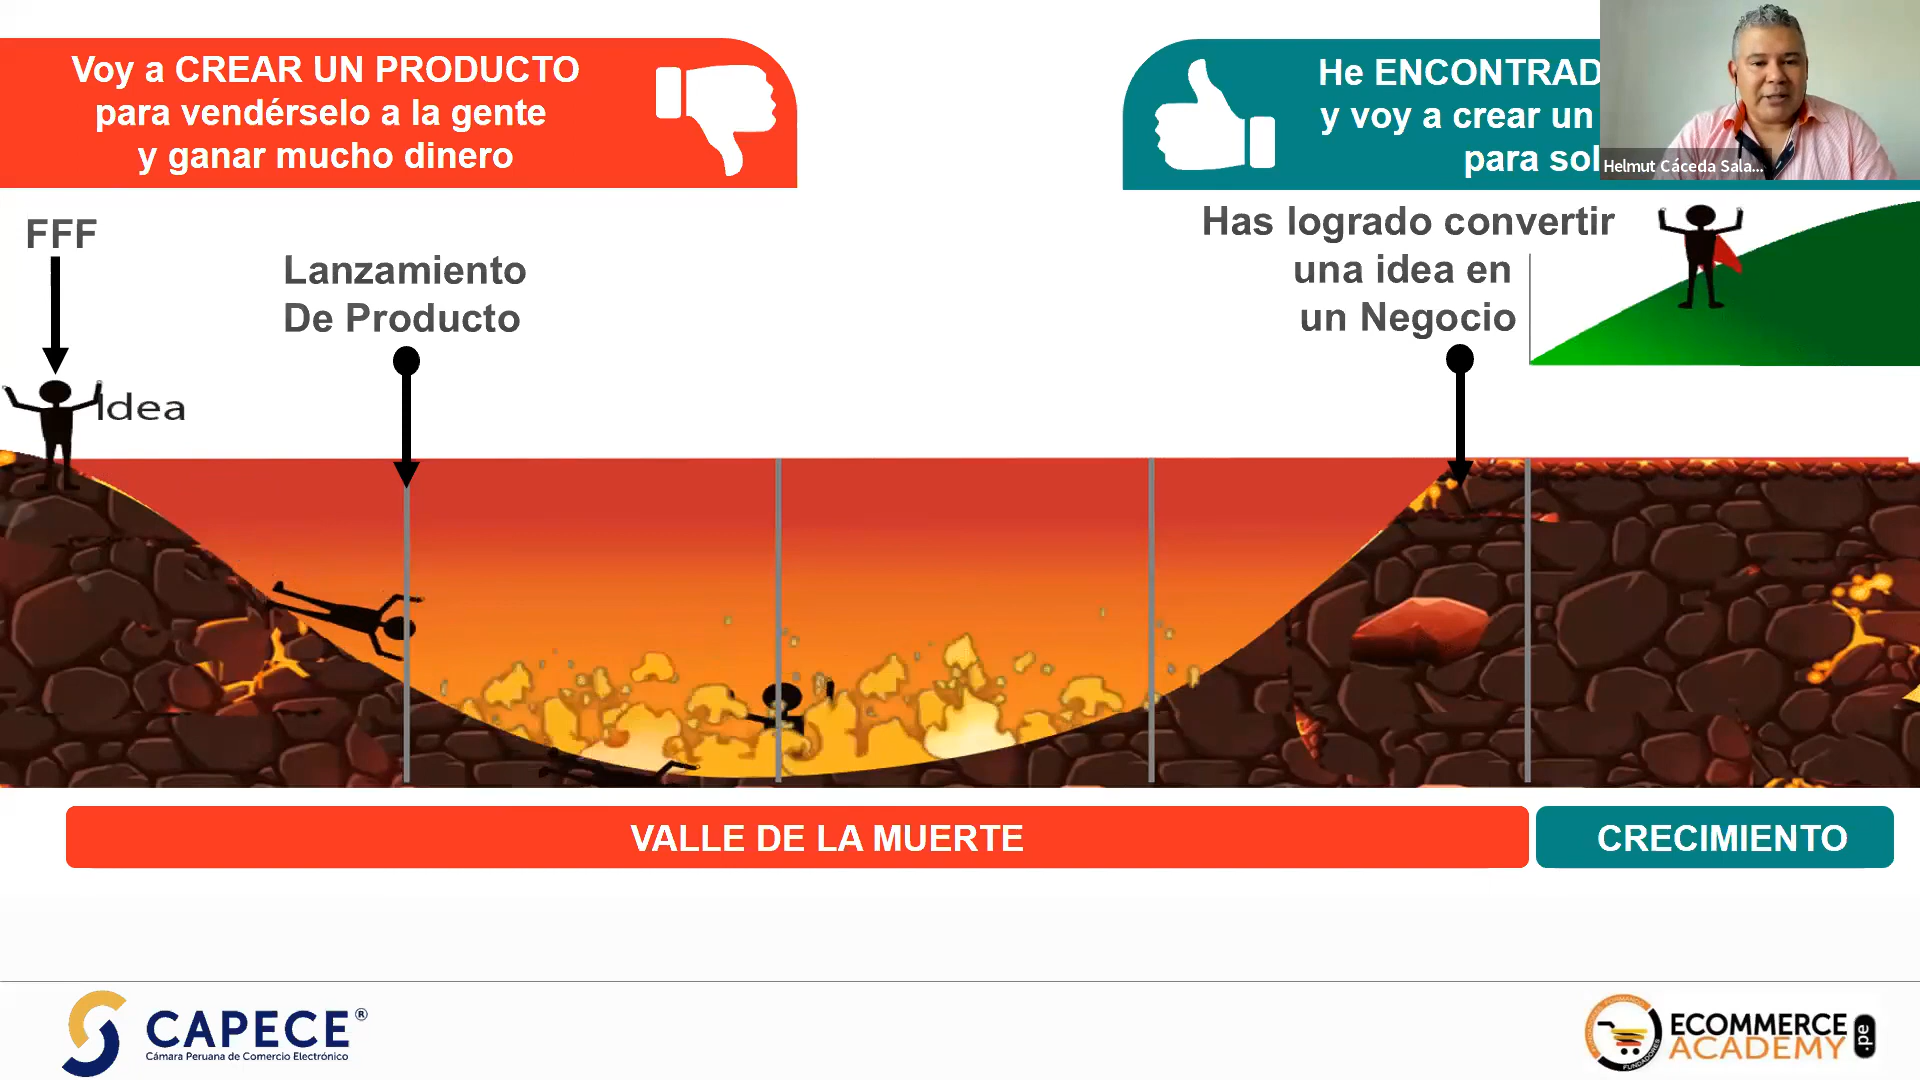 Voy a CREAR UN PRODUCTO
para vendérselo a la gente
y ganar mucho dinero
He ENCONTRAD
y voy a crear un
para sol
Helmut Cáceda Sala...
FFF
Lanzamiento
De Producto
Has logrado convertir
una idea en
un Negocio
Idea
VALLE DE LA MUERTE
CRECIMIENTO
CAPECE®
Cámara Peruana de Comercio Electrónico
ECOMMERCE
ACADEMY
.pe
FUNDADORES